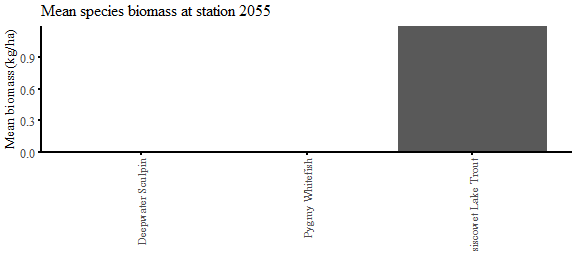 Mean species biomass at station 2055
Mean biomass (kg/ha)
0.9
0.6
0.3
0.0
Deepwater Sculpin
Pygmy Whitefish
siscowet Lake Trout